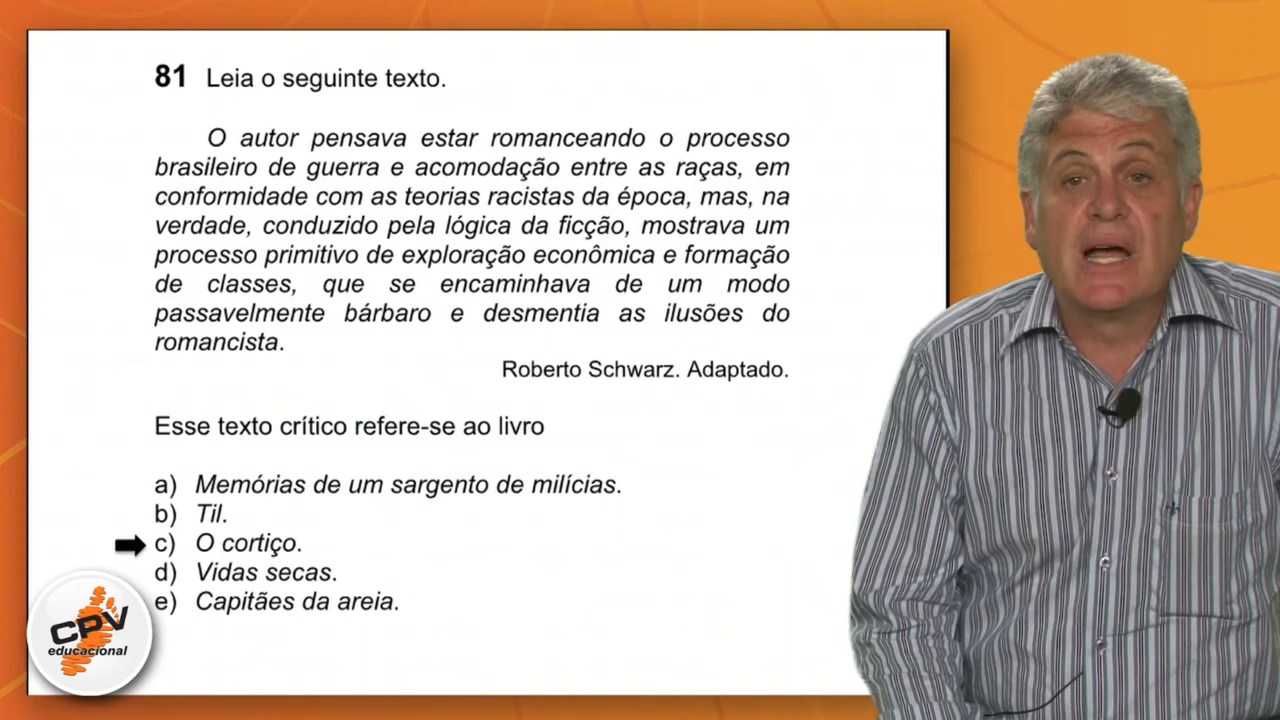 81 Leia o seguinte texto.
O autor pensava estar romanceando o processo
brasileiro de guerra e acomodação entre as raças, em
conformidade com as teorias racistas da época, mas, na
verdade, conduzido pela lógica da ficção, mostrava um
processo primitivo de exploração econômica e formação
de classes, que se encaminhava de um modo
passavelmente bárbaro e desmentia as ilusões do
romancista.
Roberto Schwarz. Adaptado.
Esse texto crítico refere-se ao livro
a) Memórias de um sargento de milícias.
b) Til.
c) O cortiço.
d) Vidas secas.
e) Capitães da areia.
CPV
educacional